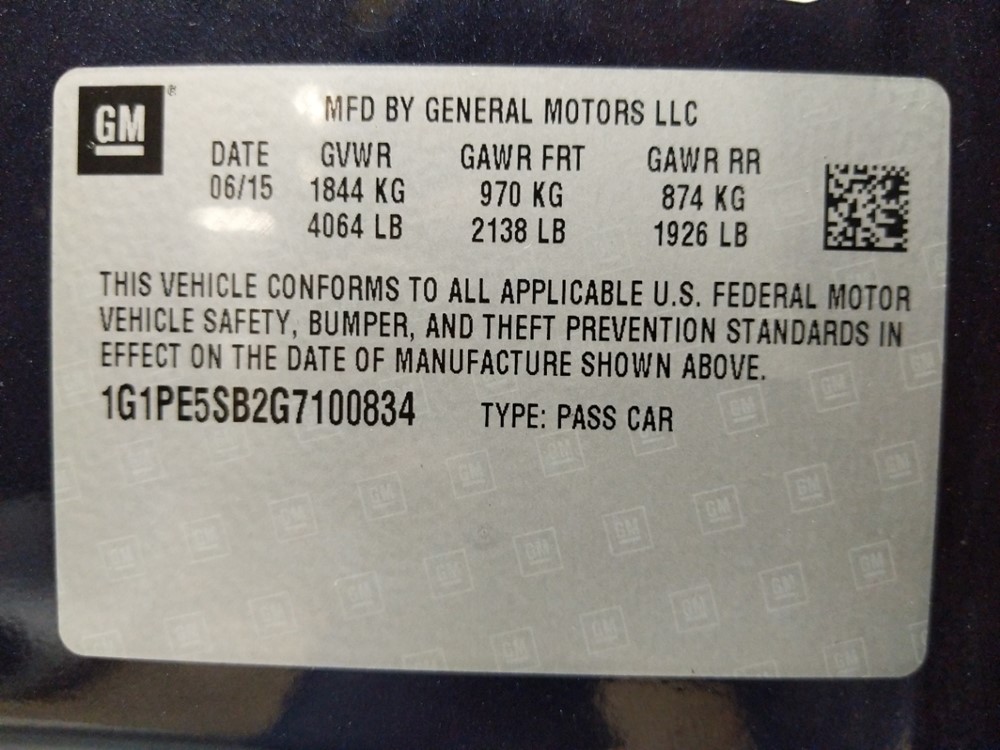 GM®
MFD BY GENERAL MOTORS LLC
DATE GVWR GAWR FRT GAWR RR
06/15 1844 KG 970 KG 874 KG
4064 LB 2138 LB 1926 LB
THIS VEHICLE CONFORMS TO ALL APPLICABLE U.S. FEDERAL MOTOR
VEHICLE SAFETY, BUMPER, AND THEFT PREVENTION STANDARDS IN
EFFECT ON THE DATE OF MANUFACTURE SHOWN ABOVE.
1G1PE5SB2G7100834 TYPE: PASS CAR